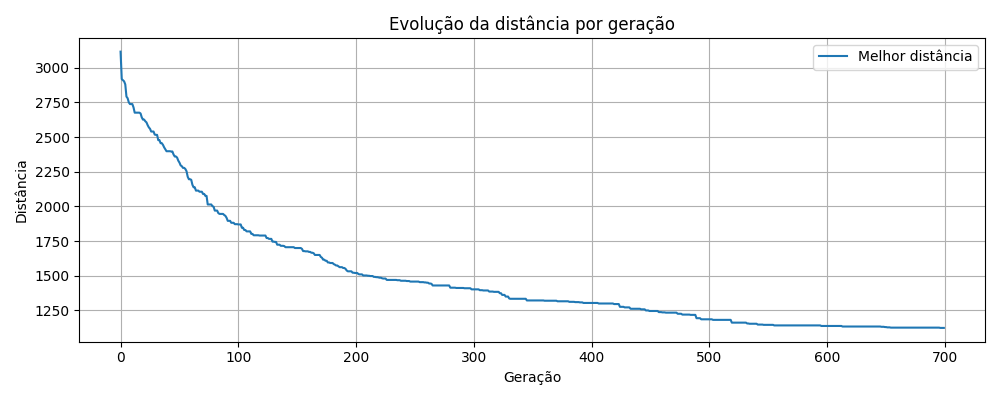 Evolução da distância por geração
Melhor distância
3000
2750
2500
2250
2000
1750
1500
1250
Distância
0 100 200 300 400 500 600 700
Geração